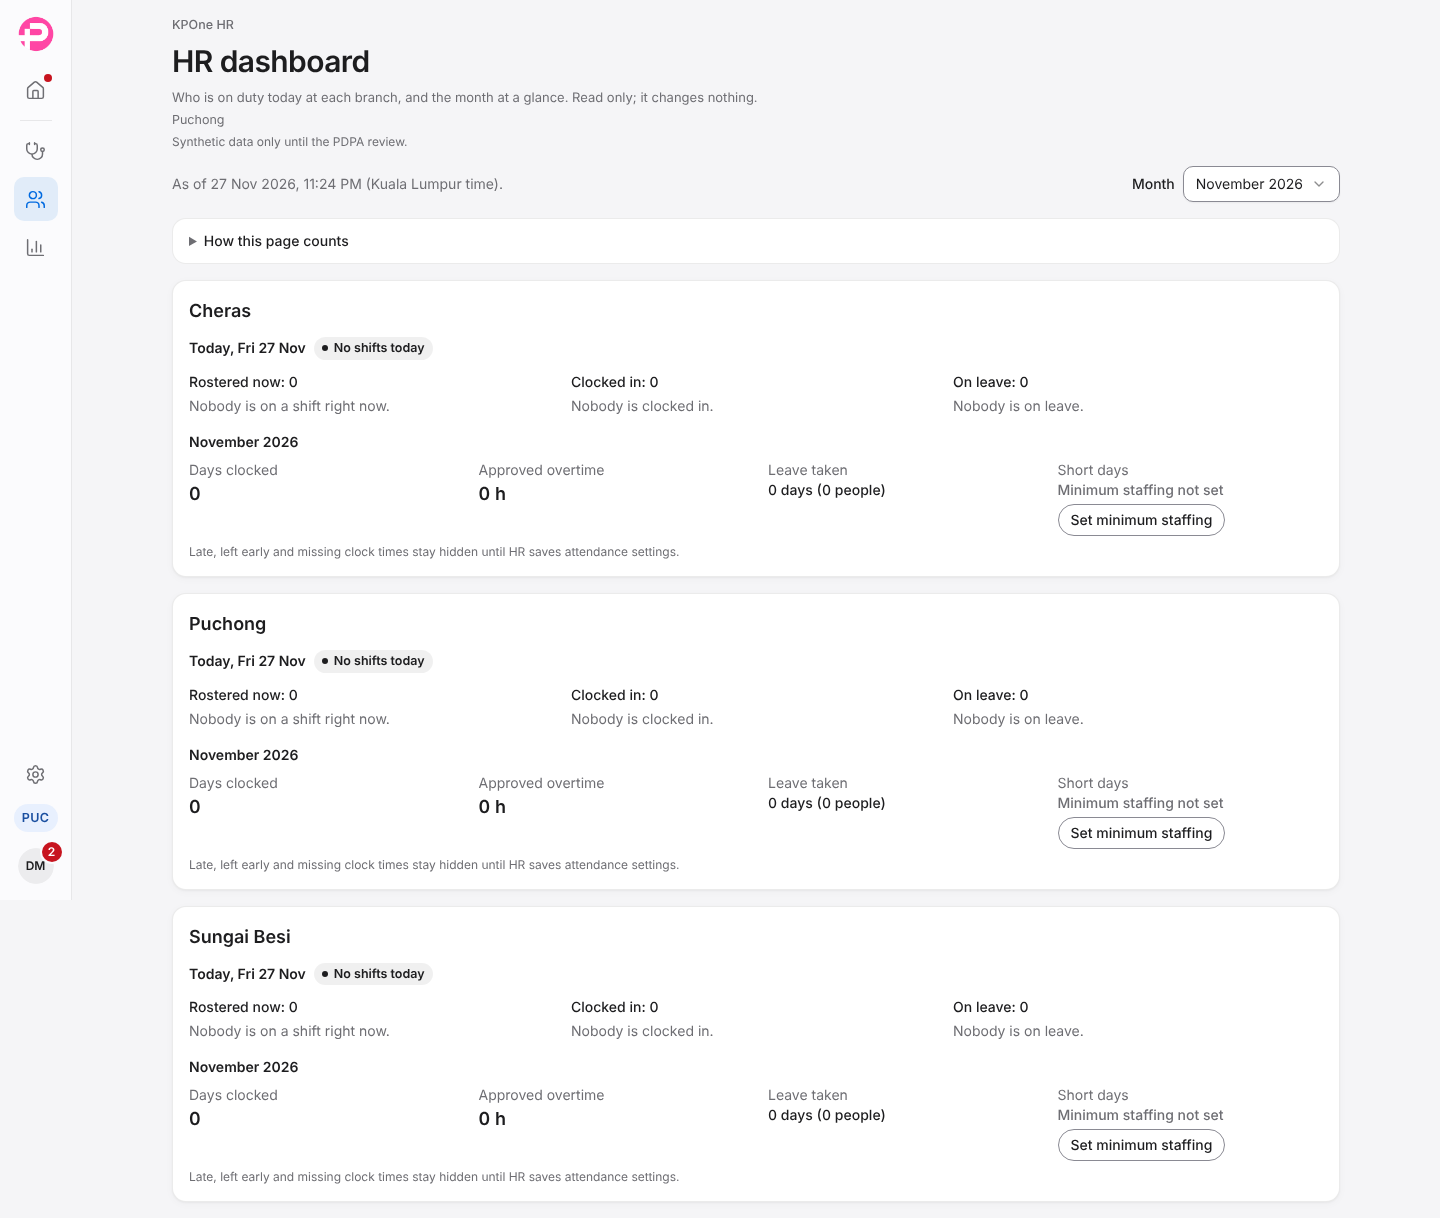 KPOne HR
HR dashboard
Who is on duty today at each branch, and the month at a glance. Read only; it changes nothing.
Puchong
Synthetic data only until the PDPA review.
As of 27 Nov 2026, 11:24 PM (Kuala Lumpur time).
Month November 2026
How this page counts
Cheras
Today, Fri 27 Nov No shifts today
Rostered now: 0 Clocked in: 0 On leave: 0
Nobody is on a shift right now. Nobody is clocked in. Nobody is on leave.
November 2026
Days clocked Approved overtime Leave taken Short days
0 0 h 0 days (0 people) Minimum staffing not set
Set minimum staffing
Late, left early and missing clock times stay hidden until HR saves attendance settings.
Puchong
Today, Fri 27 Nov No shifts today
Rostered now: 0 Clocked in: 0 On leave: 0
Nobody is on a shift right now. Nobody is clocked in. Nobody is on leave.
November 2026
Days clocked Approved overtime Leave taken Short days
0 0 h 0 days (0 people) Minimum staffing not set
Set minimum staffing
Late, left early and missing clock times stay hidden until HR saves attendance settings.
Sungai Besi
Today, Fri 27 Nov No shifts today
Rostered now: 0 Clocked in: 0 On leave: 0
Nobody is on a shift right now. Nobody is clocked in. Nobody is on leave.
November 2026
Days clocked Approved overtime Leave taken Short days
0 0 h 0 days (0 people) Minimum staffing not set
Set minimum staffing
Late, left early and missing clock times stay hidden until HR saves attendance settings.
PUC
2
DM